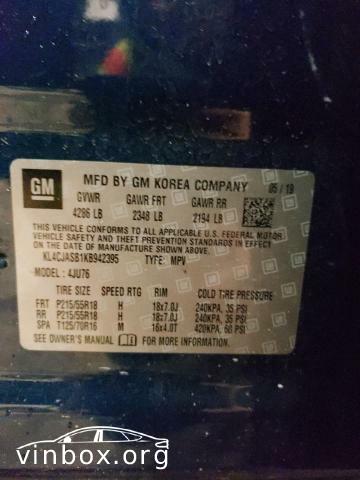 GM
MFD BY GM KOREA COMPANY 05/19
GVWR GAWR FRT GAWR RR
4286 LB 2348 LB 2194 LB
THIS VEHICLE CONFORMS TO ALL APPLICABLE U.S. FEDERAL MOTOR
VEHICLE SAFETY AND THEFT PREVENTION STANDARDS IN EFFECT ON
THE DATE OF MANUFACTURE SHOWN ABOVE.
KL4CJASB1KB942395 TYPE: MPV
MODEL: 4JU76
TIRE SIZE SPEED RTG RIM COLD TIRE PRESSURE
FRT P215/55R18 H 18x7.0J 240KPA, 35 PSI
RR P215/55R18 H 18x7.0J 240KPA, 35 PSI
SPA T125/70R16 M 16x4.0T 420KPA, 60 PSI
SEE OWNER'S MANUAL FOR MORE INFORMATION.
vinbox.org